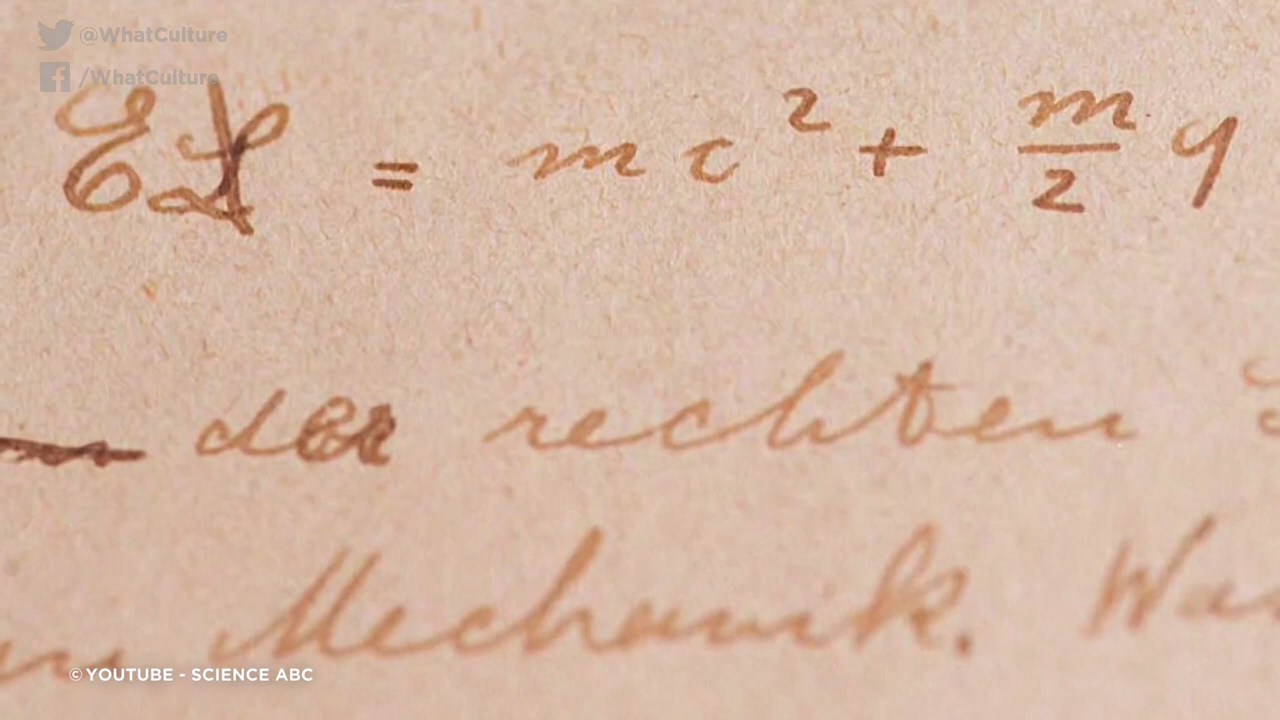 @WhatCulture
/WhatCulture
E = mc² + m/2 q
der rechten
Mechanik.
© YOUTUBE - SCIENCE ABC